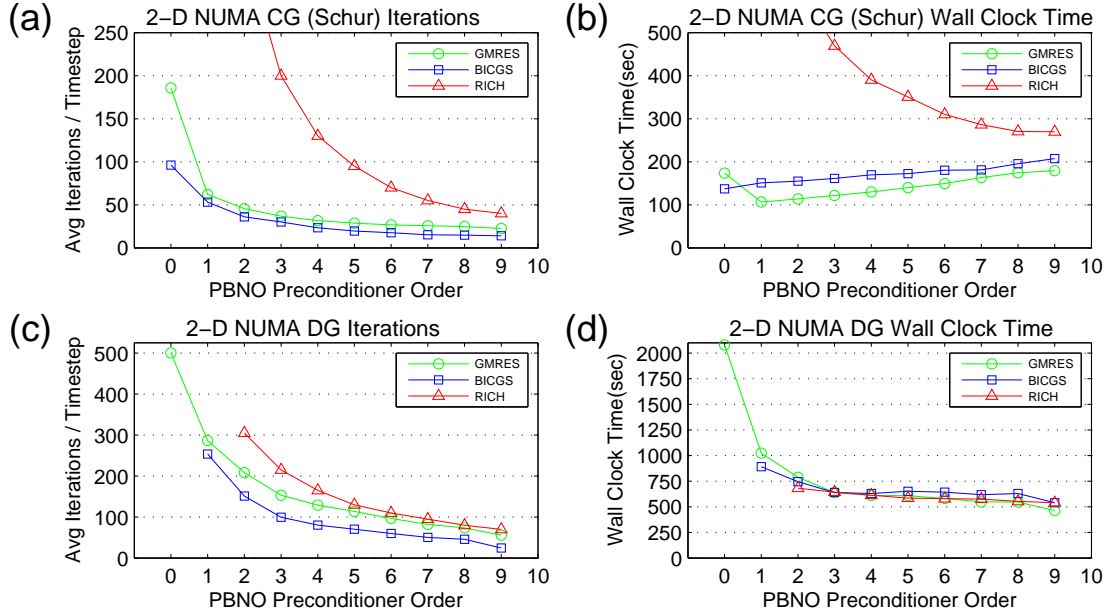 (a)
2-D NUMA CG (Schur) Iterations
Avg Iterations / Timestep
250
200
150
100
50
0
GMRES
BICGS
RICH
0 1 2 3 4 5 6 7 8 9 10
PBNO Preconditioner Order
(b)
2-D NUMA CG (Schur) Wall Clock Time
Wall Clock Time(sec)
500
400
300
200
100
0
GMRES
BICGS
RICH
0 1 2 3 4 5 6 7 8 9 10
PBNO Preconditioner Order
(c)
2-D NUMA DG Iterations
Avg Iterations / Timestep
500
400
300
200
100
0
GMRES
BICGS
RICH
0 1 2 3 4 5 6 7 8 9 10
PBNO Preconditioner Order
(d)
2-D NUMA DG Wall Clock Time
Wall Clock Time(sec)
2000
1750
1500
1250
1000
750
500
250
0
GMRES
BICGS
RICH
0 1 2 3 4 5 6 7 8 9 10
PBNO Preconditioner Order